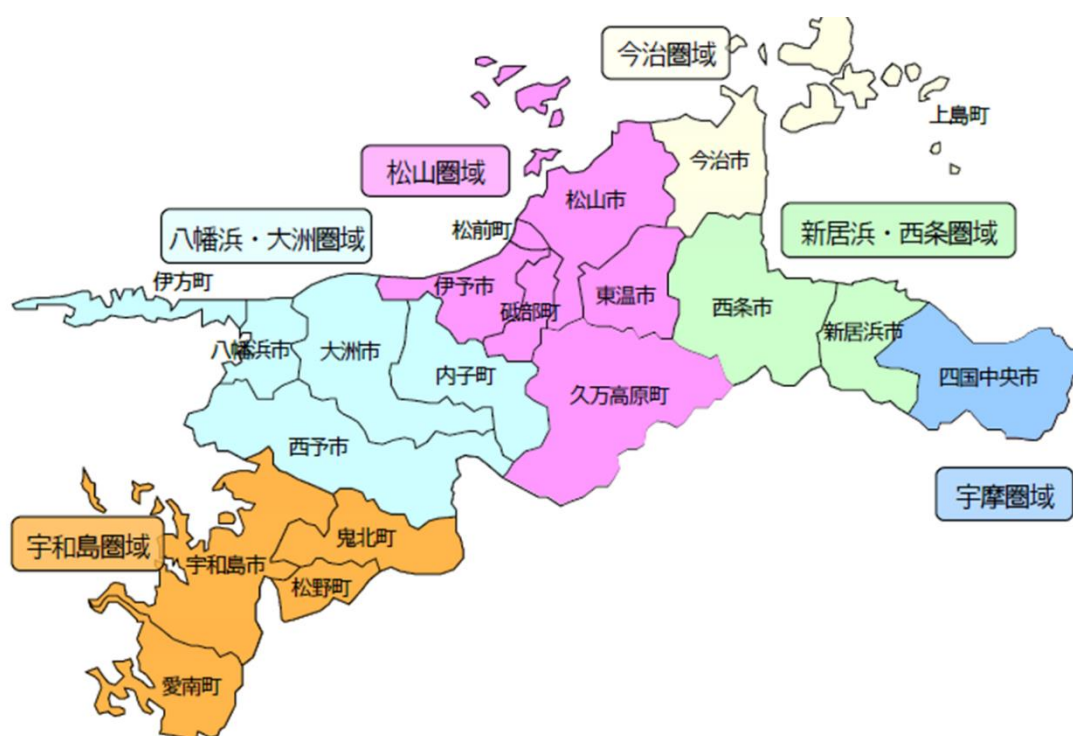 今治圏域
上島町
今治市
松山圏域
松山市
新居浜・西条圏域
八幡浜・大洲圏域
松前町
伊方町
伊予市
砥部町
東温市
西条市
新居浜市
八幡浜市
大洲市
内子町
久万高原町
四国中央市
西予市
宇摩圏域
宇和島圏域
宇和島市
鬼北町
松野町
愛南町